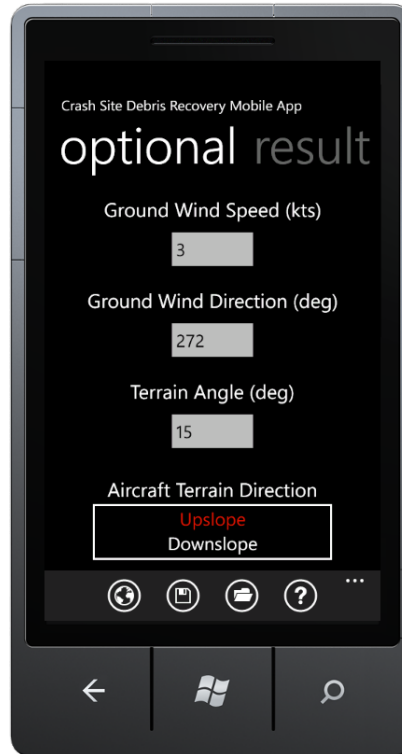 Crash Site Debris Recovery Mobile App
optional result
Ground Wind Speed (kts)
3
Ground Wind Direction (deg)
272
Terrain Angle (deg)
15
Aircraft Terrain Direction
Upslope
Downslope
?
...